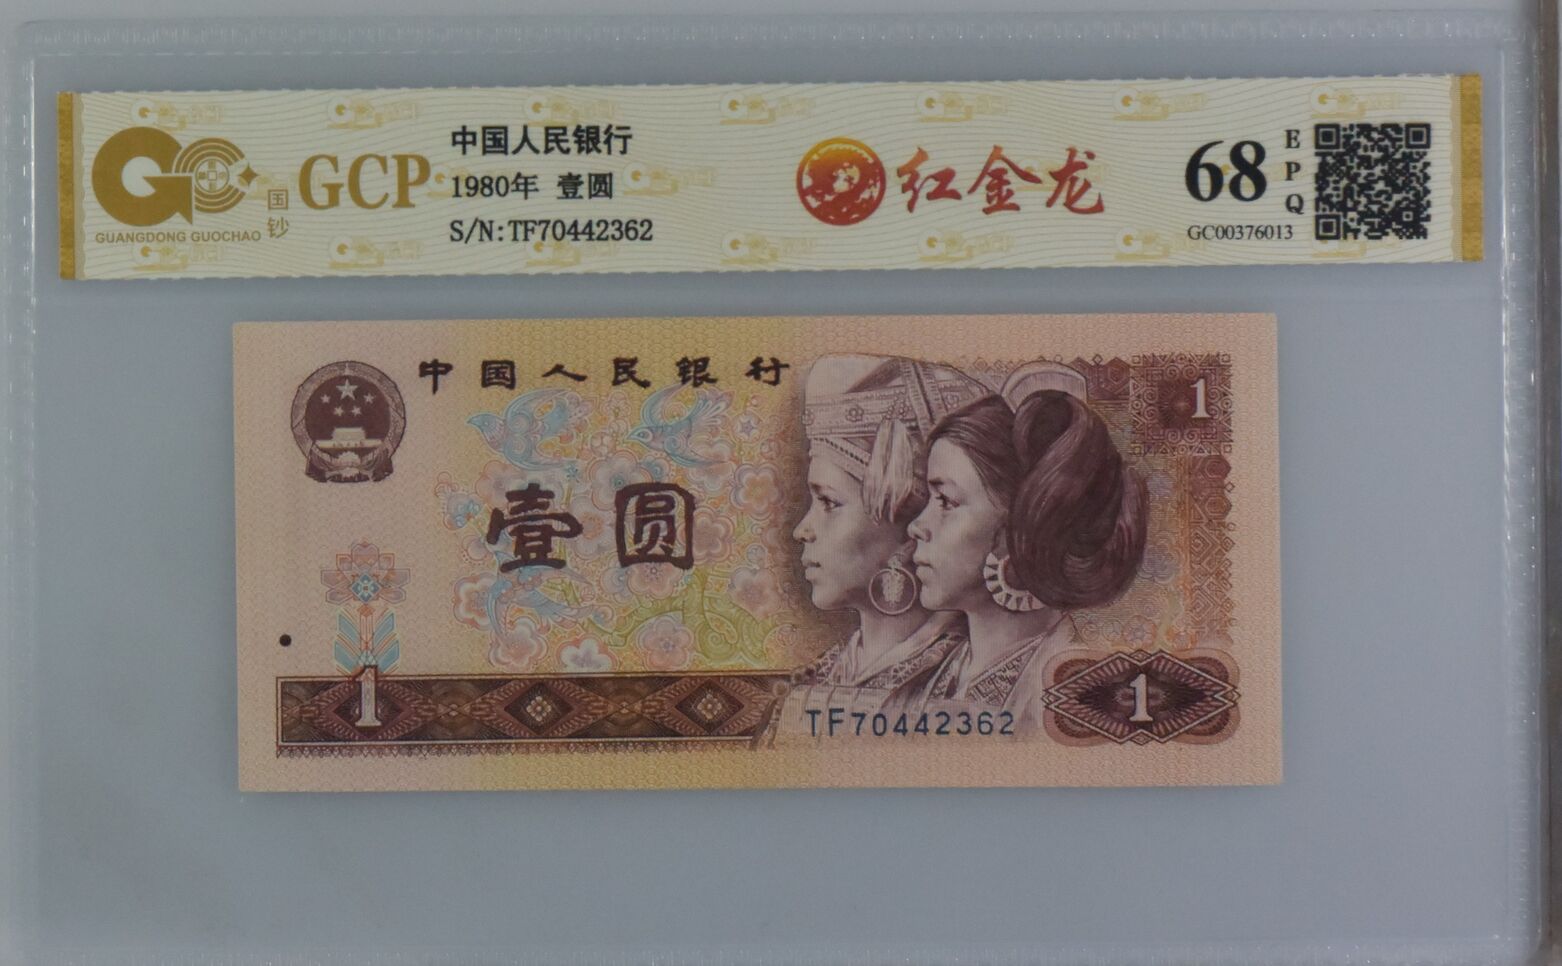 GUANGDONG GUOCHAO
国钞
GCP
中国人民银行
1980年 壹圆
S/N:TF70442362
红金龙
68
EPQ
GC00376013
中国人民银行
1
壹圆
1
TF70442362
1